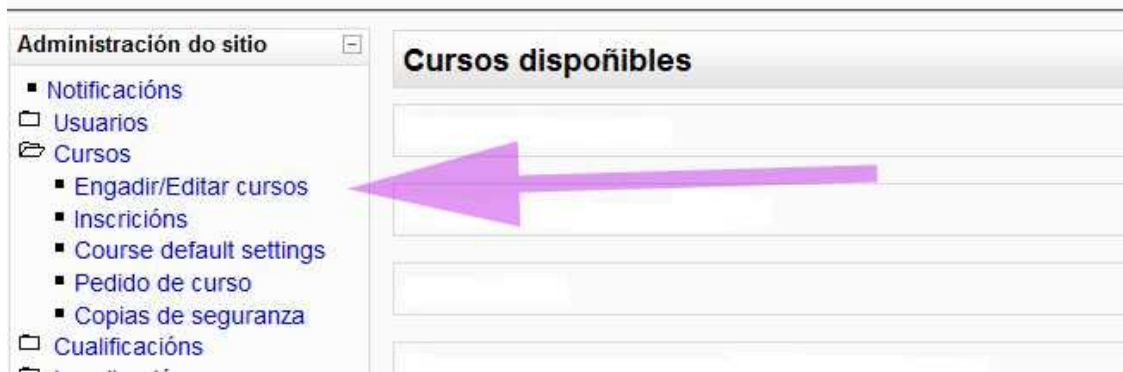 Administración do sitio
Notificacións
Usuarios
Cursos
Engadir/Editar cursos
Inscricións
Course default settings
Pedido de curso
Copias de seguranza
Cualificacións
Cursos dispoñibles